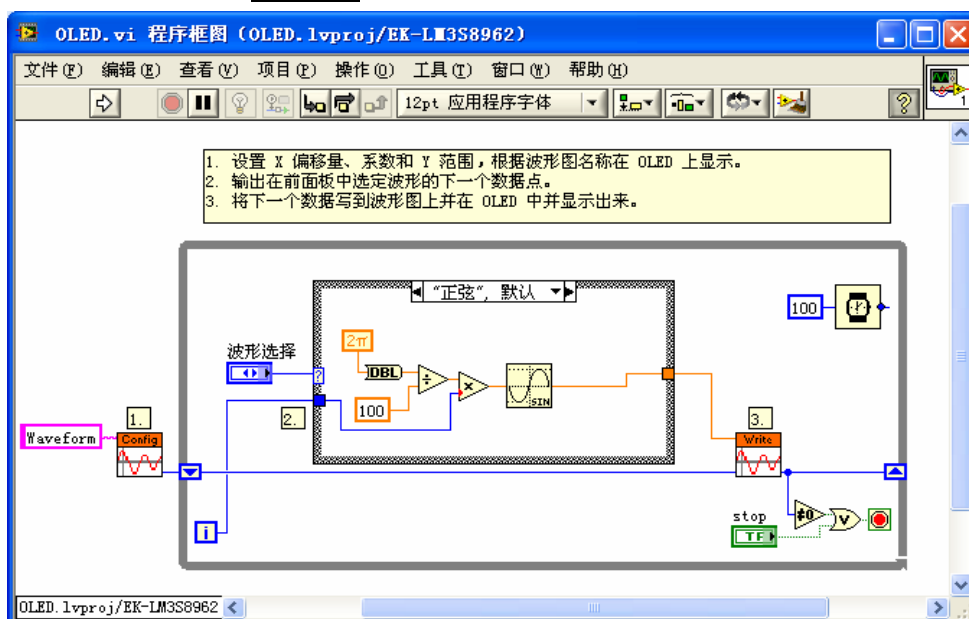 OLED.vi 程序框图 (OLED.lvproj/EK-LM3S8962)
文件(F) 编辑(E) 查看(V) 项目(P) 操作(O) 工具(T) 窗口(W) 帮助(H)
12pt 应用程序字体
?
1
1. 设置 X 偏移量、系数和 Y 范围，根据波形图名称在 OLED 上显示。
2. 输出在前面板中选定波形的下一个数据点。
3. 将下一个数据写到波形图上并在 OLED 中并显示出来。
"正弦", 默认
100
波形选择
2π
DBL
÷
×
SIN
100
?
1.
2.
3.
Waveform
Config
Write
i
stop
TF
≠0
V
OLED.lvproj/EK-LM3S8962